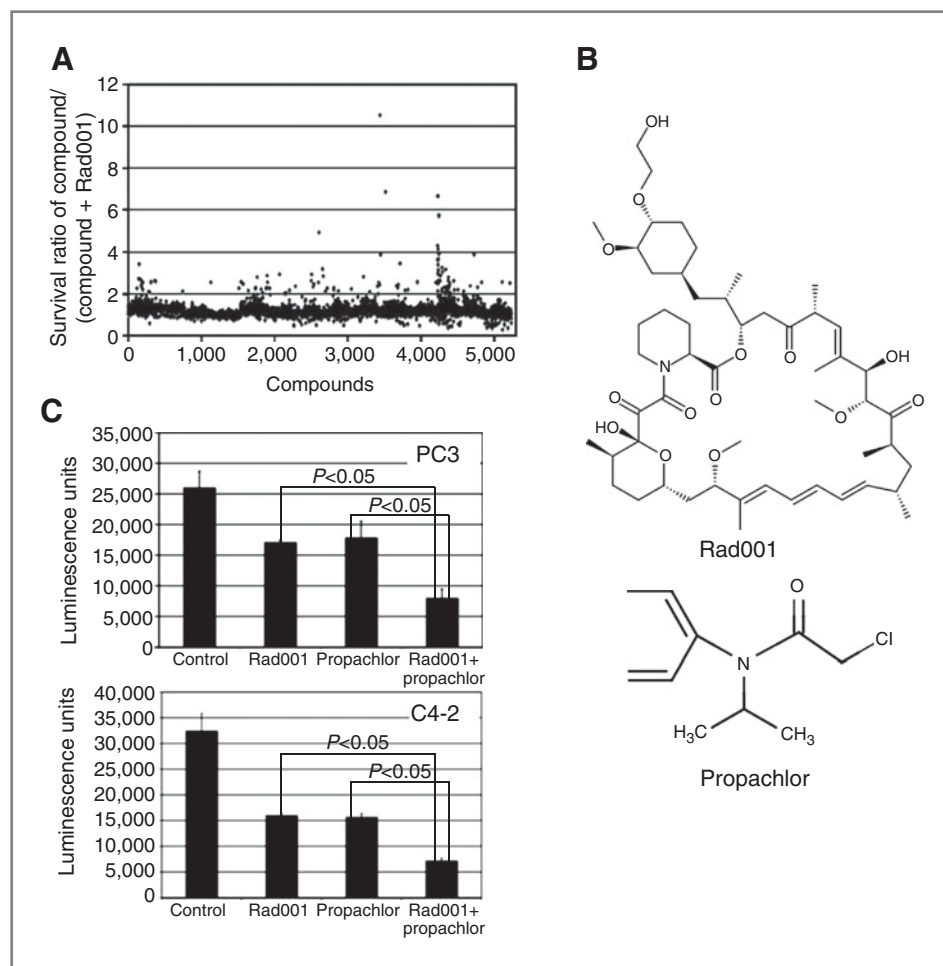 A
Survival ratio of compound/
(compound + Rad001)
12
10
8
6
4
2
0
0 1,000 2,000 3,000 4,000 5,000
Compounds
B
OH
O
O
O
O
OH
N
O
O
O
O
O
O
HO
O
O
Rad001
O
Cl
N
H3C
CH3
Propachlor
C
Luminescence units
35,000
30,000
25,000
20,000
15,000
10,000
5,000
0
PC3
P<0.05
P<0.05
Control Rad001 Propachlor Rad001+
propachlor
Luminescence units
40,000
35,000
30,000
25,000
20,000
15,000
10,000
5,000
0
C4-2
P<0.05
P<0.05
Control Rad001 Propachlor Rad001+
propachlor